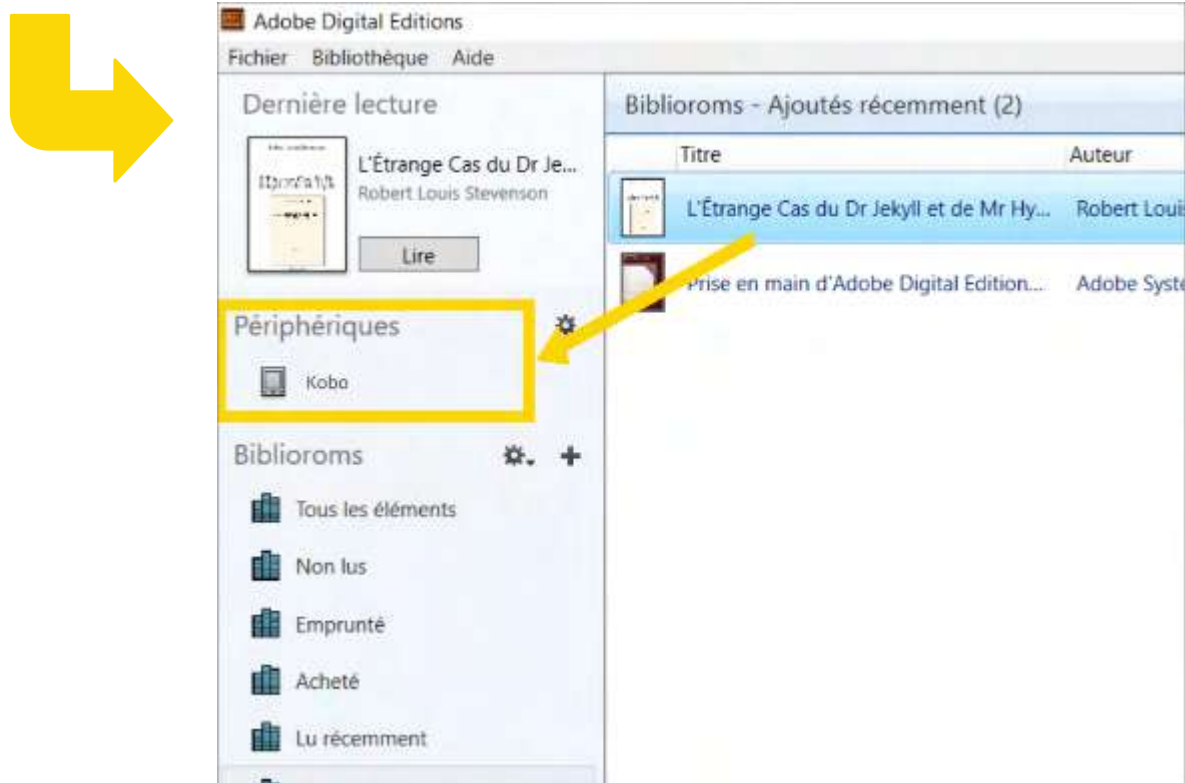 Adobe Digital Editions
Fichier Bibliothèque Aide
Dernière lecture
L'Étrange Cas du Dr Je...
Robert Louis Stevenson
Lire
Périphériques
Kobo
Biblioroms
Tous les éléments
Non lus
Emprunté
Acheté
Lu récemment
Biblioroms - Ajoutés récemment (2)
Titre Auteur
L'Étrange Cas du Dr Jekyll et de Mr Hy... Robert Louis
Prise en main d'Adobe Digital Edition... Adobe Syste